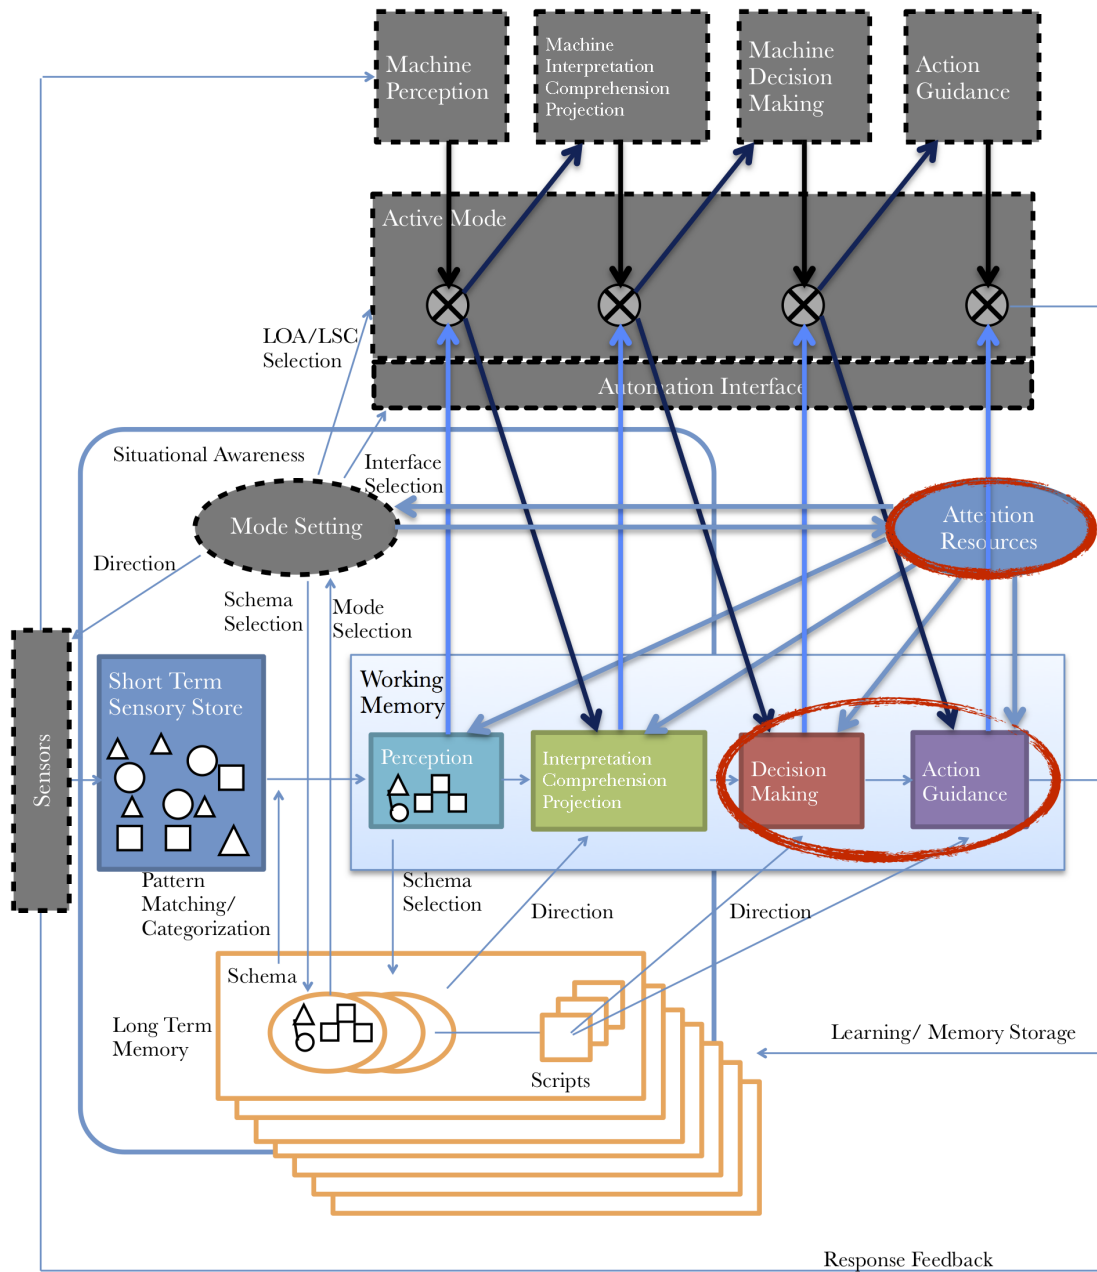 Machine
Perception
Machine
Interpretation
Comprehension
Projection
Machine
Decision
Making
Action
Guidance
Active Mode
LOA/LSC
Selection
Automation Interface
Situational Awareness
Interface
Selection
Mode Setting
Attention
Resources
Direction
Schema
Selection
Mode
Selection
Sensors
Short Term
Sensory Store
Working
Memory
Perception
Interpretation
Comprehension
Projection
Decision
Making
Action
Guidance
Pattern
Matching/
Categorization
Schema
Selection
Direction
Direction
Schema
Long Term
Memory
Scripts
Learning/ Memory Storage
Response Feedback